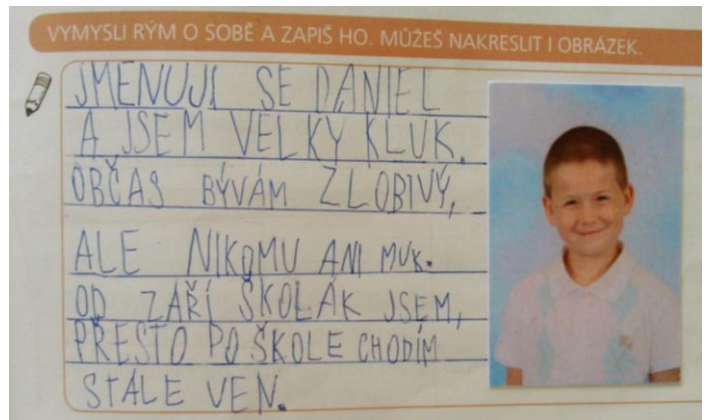 VYMYSLI RÝM O SOBĚ A ZAPIŠ HO. MŮŽEŠ NAKRESLIT I OBRÁZEK.
JMENUJI SE DANIEL
A JSEM VELKÝ KLUK.
OBČAS BÝVÁM ZLOBIVÝ,
ALE NIKOMU ANI MUK.
OD ZÁŘÍ ŠKOLÁK JSEM,
PŘESTO PO ŠKOLE CHODÍM
STÁLE VEN.